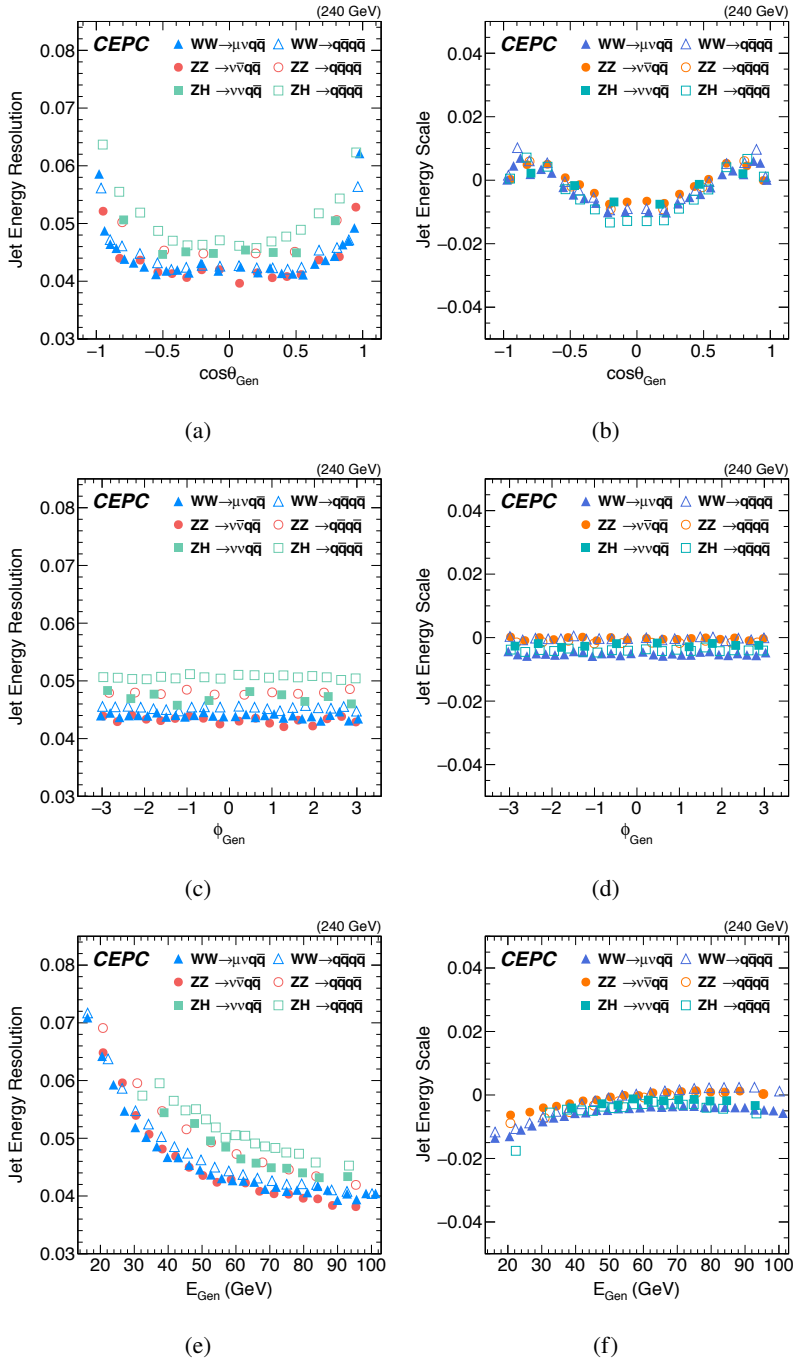 (240 GeV)
CEPC
WW→μνqq̅ WW→qq̅qq̅
ZZ→νν̅qq̅ ZZ→qq̅qq̅
ZH→ννqq̅ ZH→qq̅qq̅
Jet Energy Resolution
0.08
0.07
0.06
0.05
0.04
0.03
−1 −0.5 0 0.5 1
cosθGen
(a)
(240 GeV)
CEPC
WW→μνqq̅ WW→qq̅qq̅
ZZ→νν̅qq̅ ZZ→qq̅qq̅
ZH→ννqq̅ ZH→qq̅qq̅
Jet Energy Scale
0.04
0.02
0
−0.02
−0.04
−1 −0.5 0 0.5 1
cosθGen
(b)
(240 GeV)
CEPC
WW→μνqq̅ WW→qq̅qq̅
ZZ→νν̅qq̅ ZZ→qq̅qq̅
ZH→ννqq̅ ZH→qq̅qq̅
Jet Energy Resolution
0.08
0.07
0.06
0.05
0.04
0.03
−3 −2 −1 0 1 2 3
ϕGen
(c)
(240 GeV)
CEPC
WW→μνqq̅ WW→qq̅qq̅
ZZ→νν̅qq̅ ZZ→qq̅qq̅
ZH→ννqq̅ ZH→qq̅qq̅
Jet Energy Scale
0.04
0.02
0
−0.02
−0.04
−3 −2 −1 0 1 2 3
ϕGen
(d)
(240 GeV)
CEPC
WW→μνqq̅ WW→qq̅qq̅
ZZ→νν̅qq̅ ZZ→qq̅qq̅
ZH→ννqq̅ ZH→qq̅qq̅
Jet Energy Resolution
0.08
0.07
0.06
0.05
0.04
0.03
20 30 40 50 60 70 80 90 100
EGen (GeV)
(e)
(240 GeV)
CEPC
WW→μνqq̅ WW→qq̅qq̅
ZZ→νν̅qq̅ ZZ→qq̅qq̅
ZH→ννqq̅ ZH→qq̅qq̅
Jet Energy Scale
0.04
0.02
0
−0.02
−0.04
20 30 40 50 60 70 80 90 100
EGen (GeV)
(f)